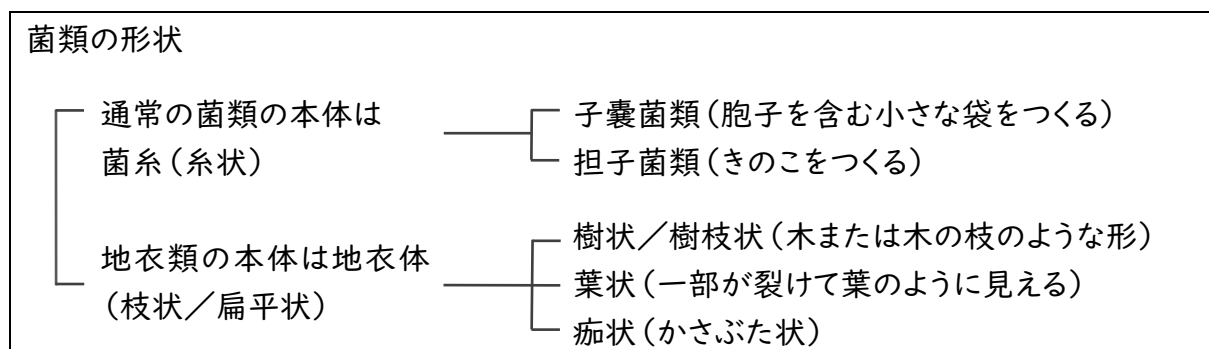 菌類の形状
通常の菌類の本体は
菌糸(糸状)
子嚢菌類(胞子を含む小さな袋をつくる)
担子菌類(きのこをつくる)
地衣類の本体は地衣体
(枝状/扁平状)
樹状/樹枝状(木または木の枝のような形)
葉状(一部が裂けて葉のように見える)
痂状(かさぶた状)